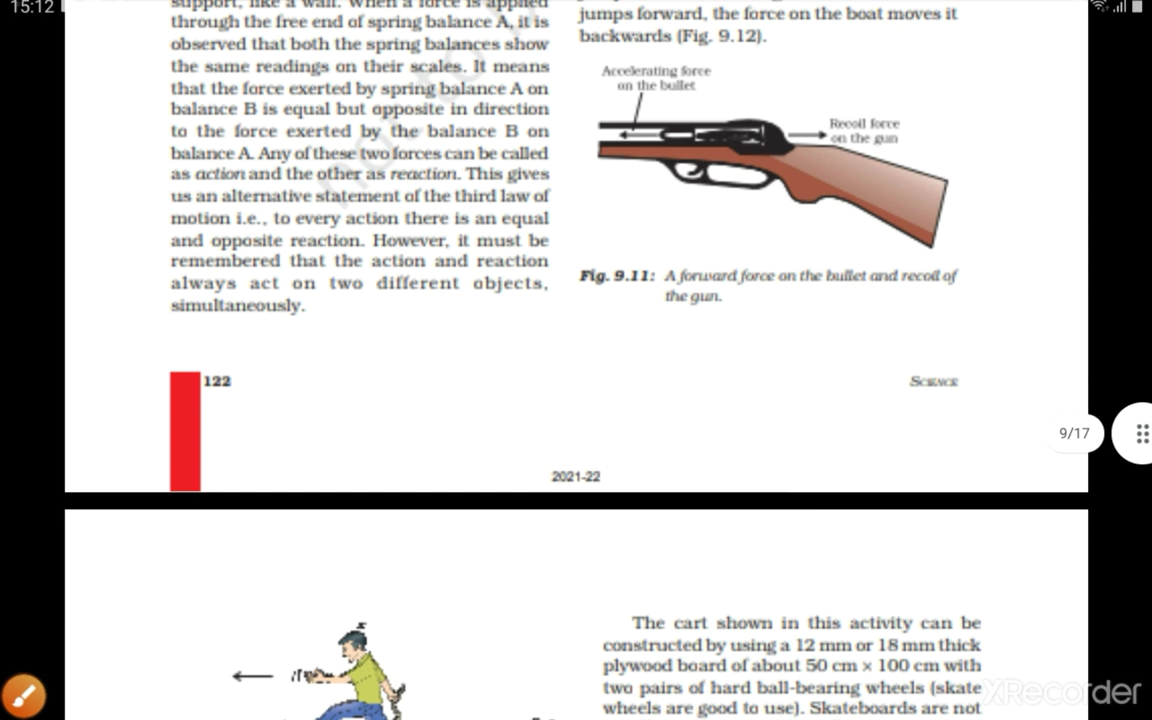 15:12
support, like a wall. When a force is applied
through the free end of spring balance A, it is
observed that both the spring balances show
the same readings on their scales. It means
that the force exerted by spring balance A on
balance B is equal but opposite in direction
to the force exerted by the balance B on
balance A. Any of these two forces can be called
as action and the other as reaction. This gives
us an alternative statement of the third law of
motion i.e., to every action there is an equal
and opposite reaction. However, it must be
remembered that the action and reaction
always act on two different objects,
simultaneously.
jumps forward, the force on the boat moves it
backwards (Fig. 9.12).
Accelerating force
on the bullet
Recoil force
on the gun
Fig. 9.11: A forward force on the bullet and recoil of
the gun.
122
SCIENCE
9/17
2021-22
The cart shown in this activity can be
constructed by using a 12 mm or 18 mm thick
plywood board of about 50 cm × 100 cm with
two pairs of hard ball-bearing wheels (skate
wheels are good to use). Skateboards are not
XRecorder